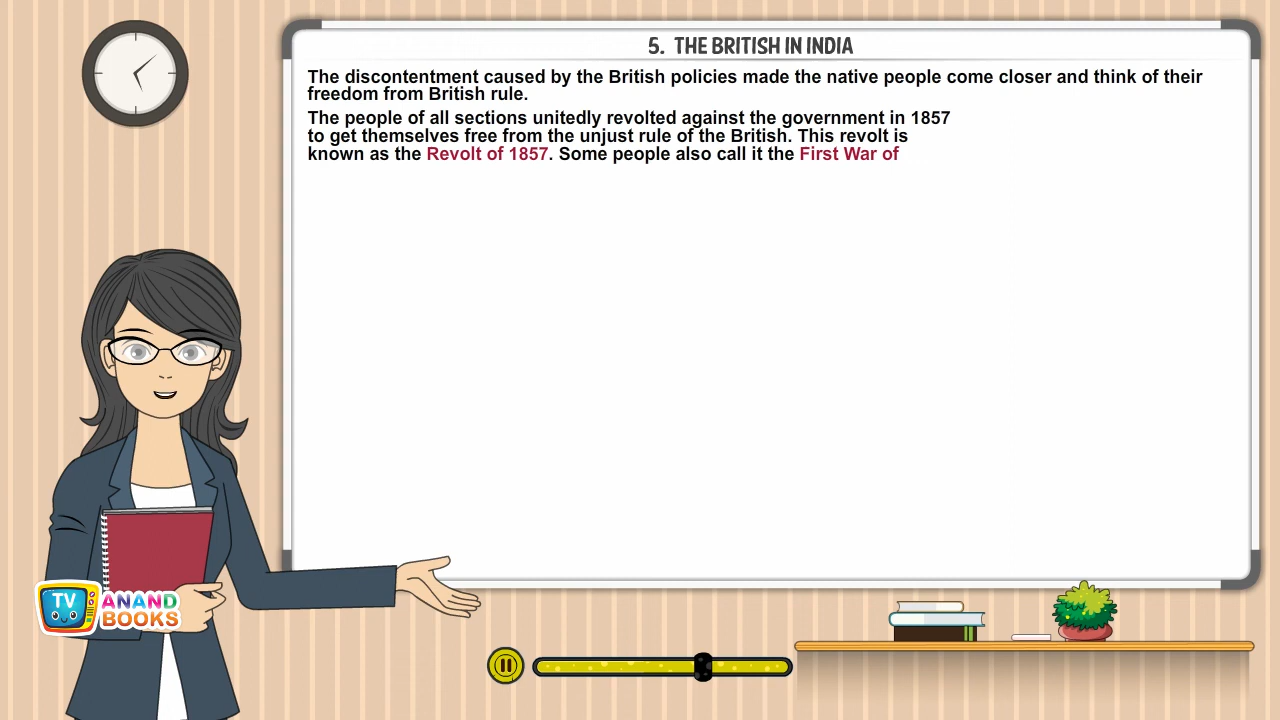 5. THE BRITISH IN INDIA
The discontentment caused by the British policies made the native people come closer and think of their
freedom from British rule.
The people of all sections unitedly revolted against the government in 1857
to get themselves free from the unjust rule of the British. This revolt is
known as the Revolt of 1857. Some people also call it the First War of
TV
ANAND
BOOKS